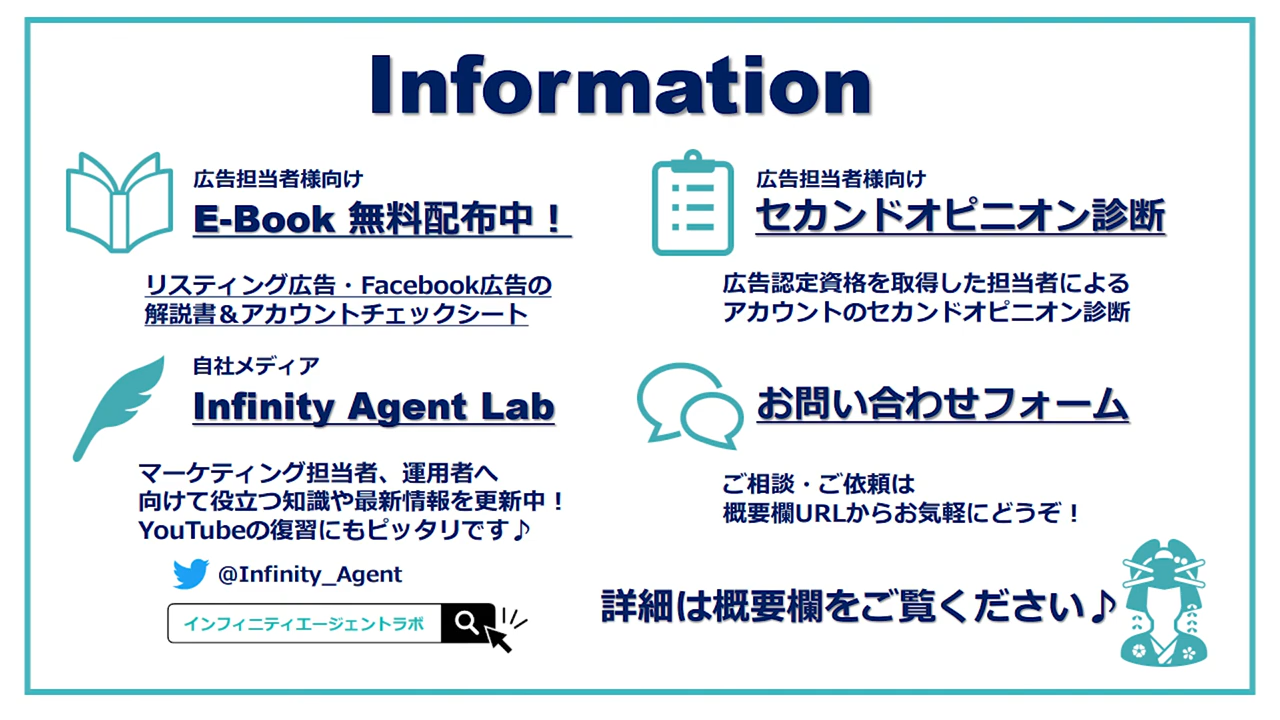 Information
広告担当者様向け
E-Book 無料配布中！
リスティング広告・Facebook広告の
解説書＆アカウントチェックシート
広告担当者様向け
セカンドオピニオン診断
広告認定資格を取得した担当者による
アカウントのセカンドオピニオン診断
自社メディア
Infinity Agent Lab
マーケティング担当者、運用者へ
向けて役立つ知識や最新情報を更新中！
YouTubeの復習にもピッタリです♪
@Infinity_Agent
インフィニティエージェントラボ
お問い合わせフォーム
ご相談・ご依頼は
概要欄URLからお気軽にどうぞ！
詳細は概要欄をご覧ください♪